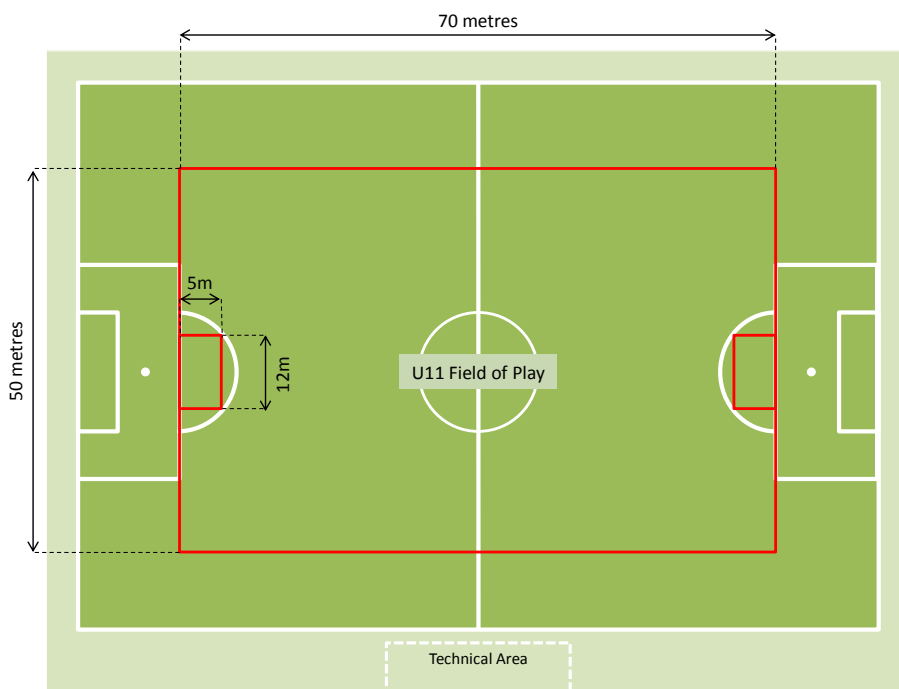 70 metres
5m
50 metres
12m
U11 Field of Play
Technical Area